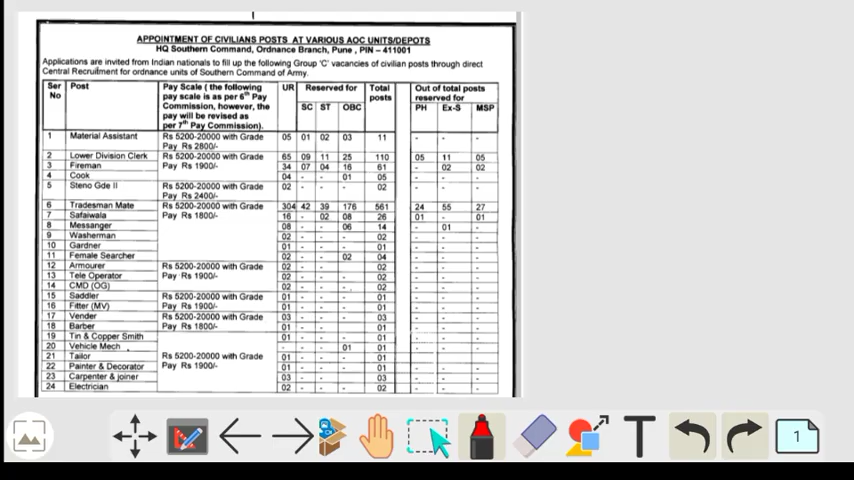 APPOINTMENT OF CIVILIANS POSTS AT VARIOUS AOC UNITS/DEPOTS
HQ Southern Command, Ordnance Branch, Pune , PIN – 411001
Applications are invited from Indian nationals to fill up the following Group 'C' vacancies of civilian posts through direct
Central Recruitment for ordnance units of Southern Command of Army.
Ser No Post Pay Scale ( the following pay scale is as per 6th Pay Commission, however, the pay will be revised as per 7th Pay Commission). UR Reserved for Total posts Out of total posts reserved for
SC ST OBC PH Ex-S MSP
1 Material Assistant Rs 5200-20000 with Grade Pay Rs 2800/- 05 01 02 03 11 - - -
2 Lower Division Clerk Rs 5200-20000 with Grade 65 09 11 25 110 05 11 05
3 Fireman Pay Rs 1900/- 34 07 04 16 61 - 02 02
4 Cook 04 - - 01 05 - - -
5 Steno Gde II Rs 5200-20000 with Grade Pay Rs 2400/- 02 - - - 02 - - -
6 Tradesman Mate Rs 5200-20000 with Grade 304 42 39 176 561 24 55 27
7 Safaiwala Pay Rs 1800/- 16 - 02 08 26 01 - 01
8 Messanger 08 - - 06 14 - 01 -
9 Washerman 02 - - - 02 - - -
10 Gardner 01 - - - 01 - - -
11 Female Searcher 02 - - 02 04 - - -
12 Armourer Rs 5200-20000 with Grade 02 - - - 02 - - -
13 Tele Operator Pay Rs 1900/- 02 - - - 02 - - -
14 CMD (OG) 02 - - - 02 - - -
15 Saddler Rs 5200-20000 with Grade 01 - - - 01 - - -
16 Fitter (MV) Pay Rs 1900/- 01 - - - 01 - - -
17 Vender Rs 5200-20000 with Grade 03 - - - 03 - - -
18 Barber Pay Rs 1800/- 01 - - - 01 - - -
19 Tin & Copper Smith 01 - - - 01 - - -
20 Vehicle Mech - - - 01 01 - - -
21 Tailor Rs 5200-20000 with Grade 01 - - - 01 - - -
22 Painter & Decorator Pay Rs 1900/- 01 - - - 01 - - -
23 Carpenter & joiner 03 - - - 03 - - -
24 Electrician 02 - - - 02 - - -
T
1